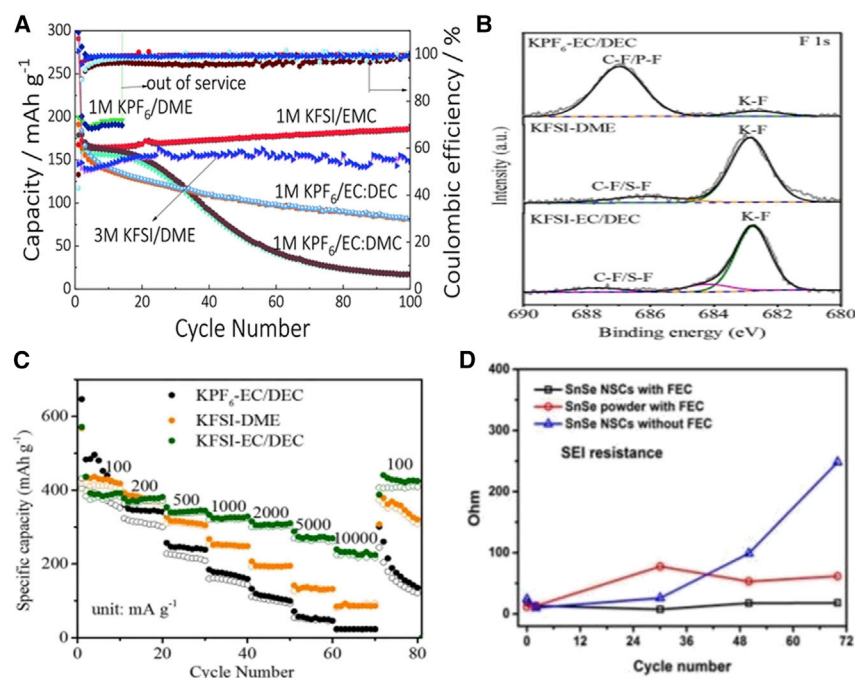 A
300
250
200
150
100
50
0
Capacity / mAh g⁻¹
0 20 40 60 80 100
Cycle Number
100
80
60
40
20
0
Coulombic efficiency / %
out of service
1M KPF₆/DME
1M KFSI/EMC
1M KPF₆/EC:DEC
3M KFSI/DME
1M KPF₆/EC:DMC
B
KPF₆-EC/DEC
F 1s
C-F/P-F
K-F
KFSI-DME
K-F
C-F/S-F
KFSI-EC/DEC
K-F
C-F/S-F
Intensity (a.u.)
690 688 686 684 682 680
Binding energy (eV)
C
600
400
200
0
Specific capacity (mAh g⁻¹)
KPF₆-EC/DEC
KFSI-DME
KFSI-EC/DEC
100
200
500
1000
2000
5000
10000
100
unit: mA g⁻¹
0 20 40 60 80
Cycle Number
D
400
300
200
100
0
Ohm
SnSe NSCs with FEC
SnSe powder with FEC
SnSe NSCs without FEC
SEI resistance
0 12 24 36 48 60 72
Cycle number